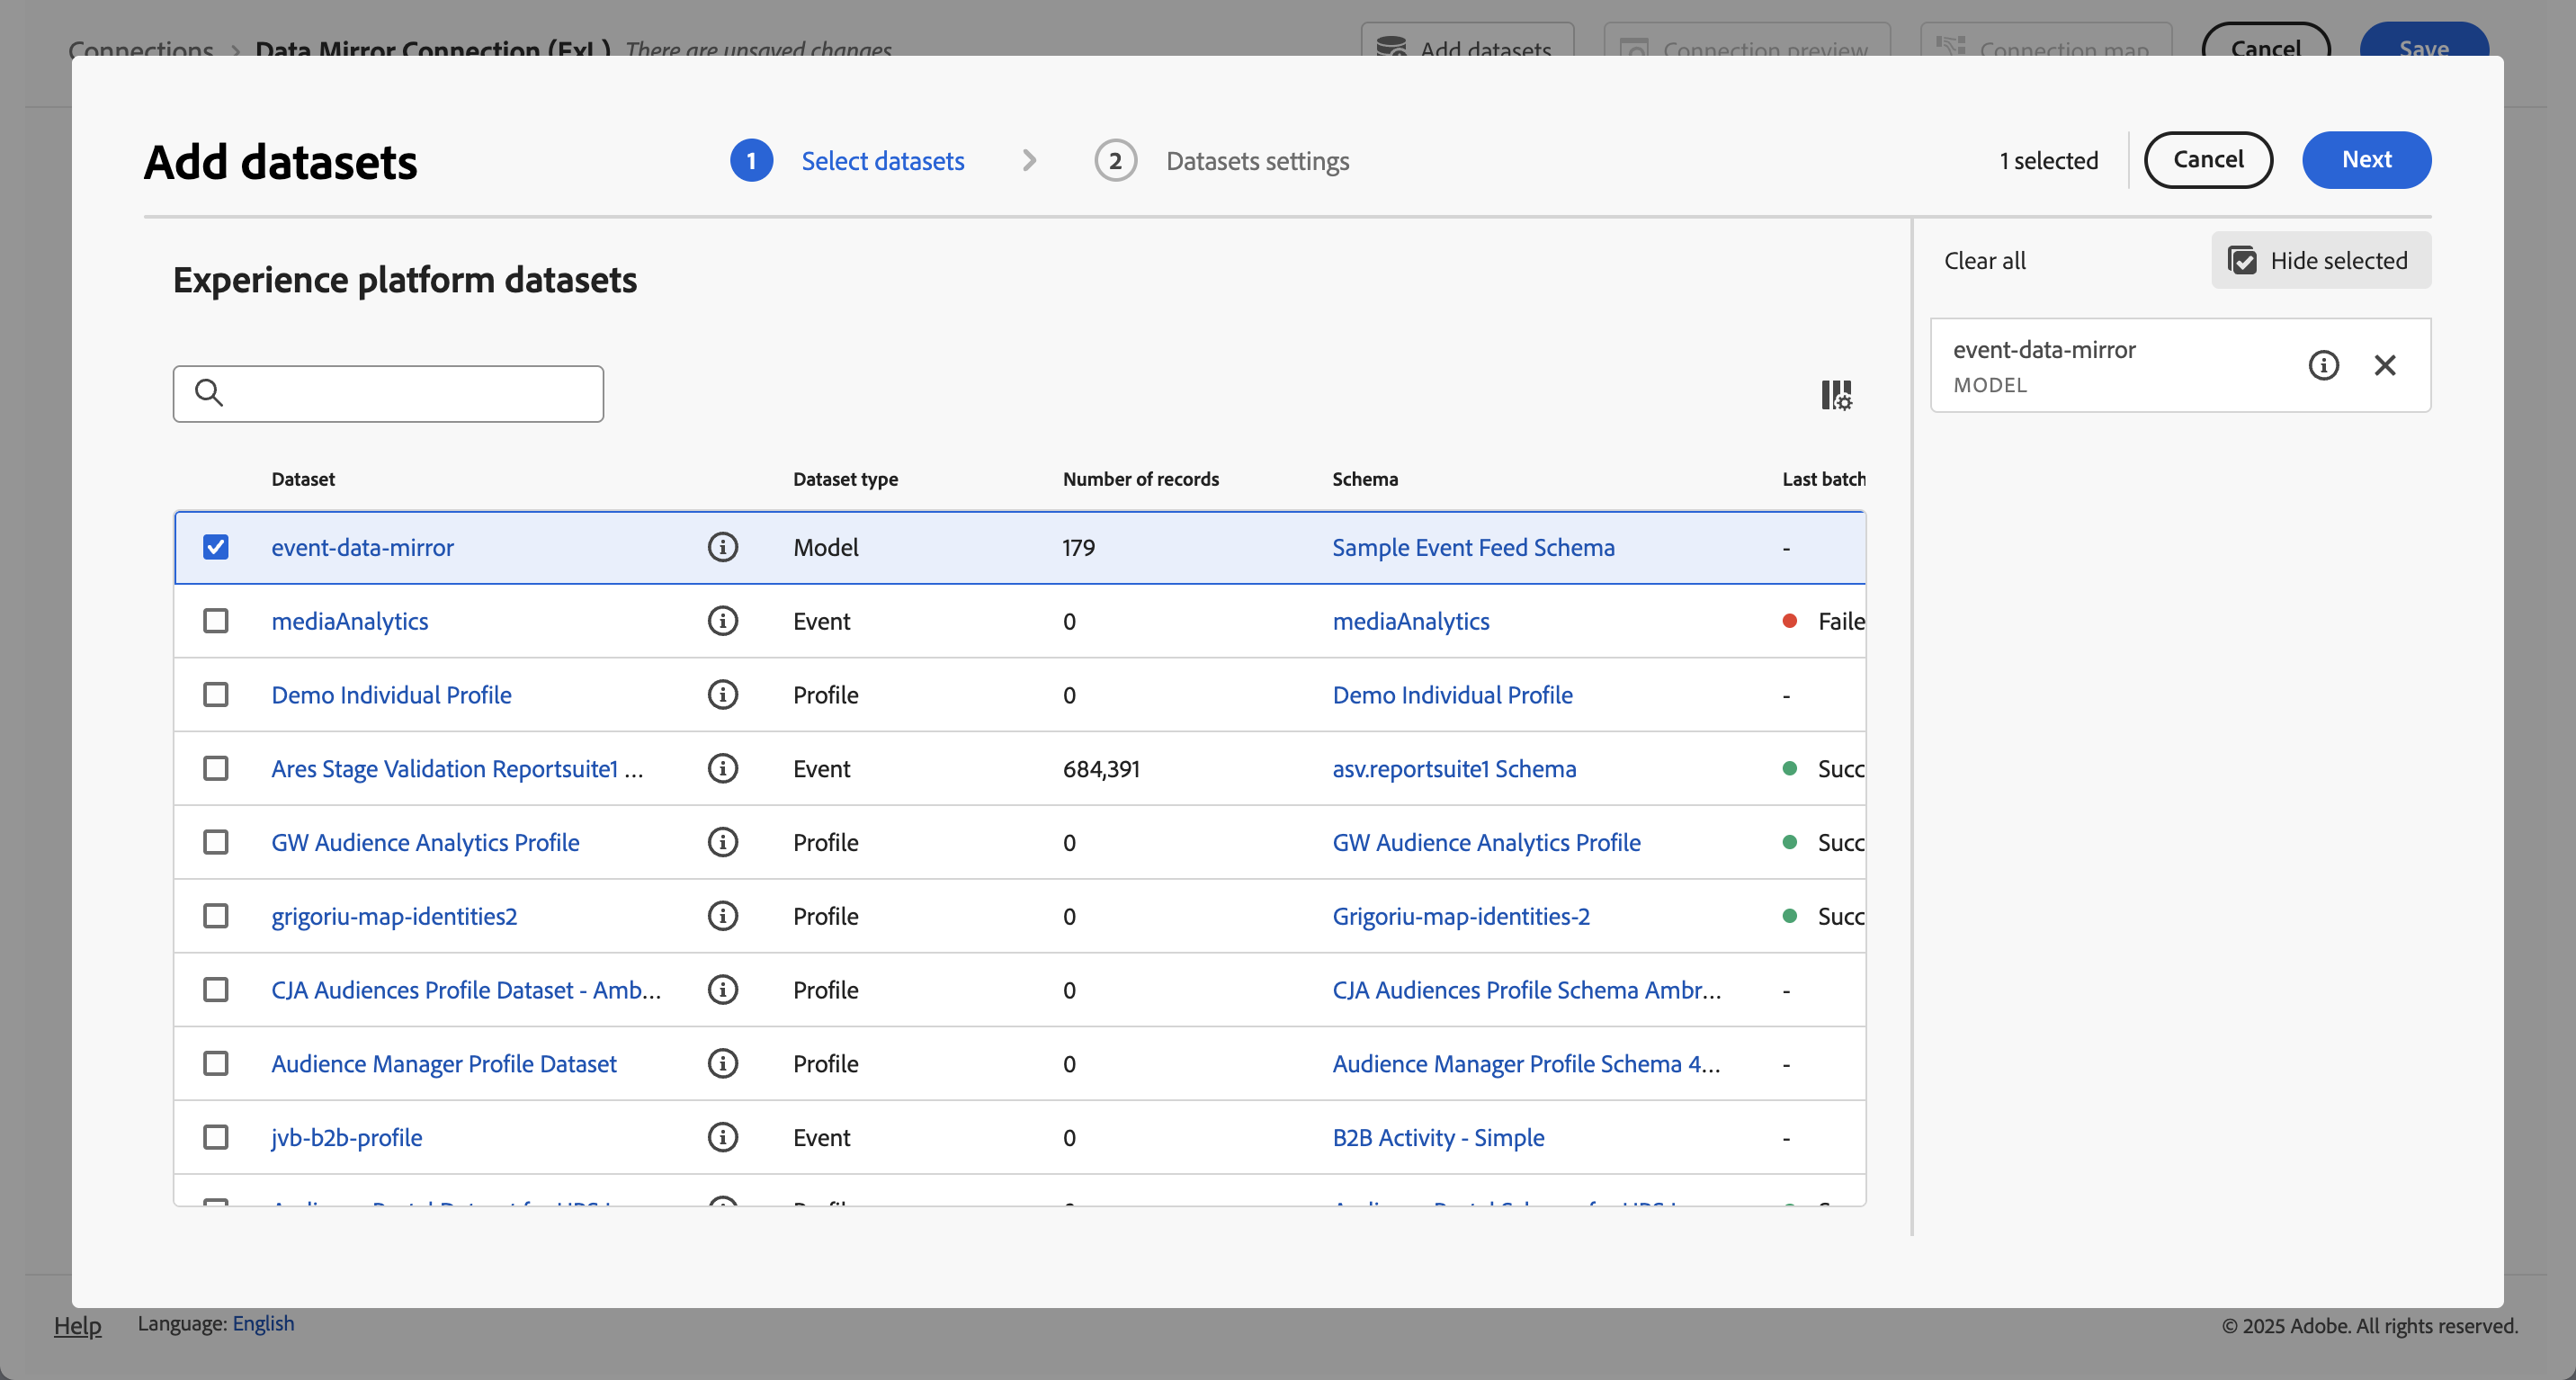 Connections > Data Mirror Connection (ExL) There are unsaved changes Add datasets Connection preview Connection map Cancel Save
Add datasets 1 Select datasets 2 Datasets settings 1 selected Cancel Next
Experience platform datasets
Clear all Hide selected
event-data-mirror
MODEL
Dataset Dataset type Number of records Schema Last batch
event-data-mirror Model 179 Sample Event Feed Schema -
mediaAnalytics Event 0 mediaAnalytics Faile
Demo Individual Profile Profile 0 Demo Individual Profile -
Ares Stage Validation Reportsuite1 ... Event 684,391 asv.reportsuite1 Schema Succ
GW Audience Analytics Profile Profile 0 GW Audience Analytics Profile Succ
grigoriu-map-identities2 Profile 0 Grigoriu-map-identities-2 Succ
CJA Audiences Profile Dataset - Amb... Profile 0 CJA Audiences Profile Schema Ambr... -
Audience Manager Profile Dataset Profile 0 Audience Manager Profile Schema 4... -
jvb-b2b-profile Event 0 B2B Activity - Simple -
Help Language: English © 2025 Adobe. All rights reserved.